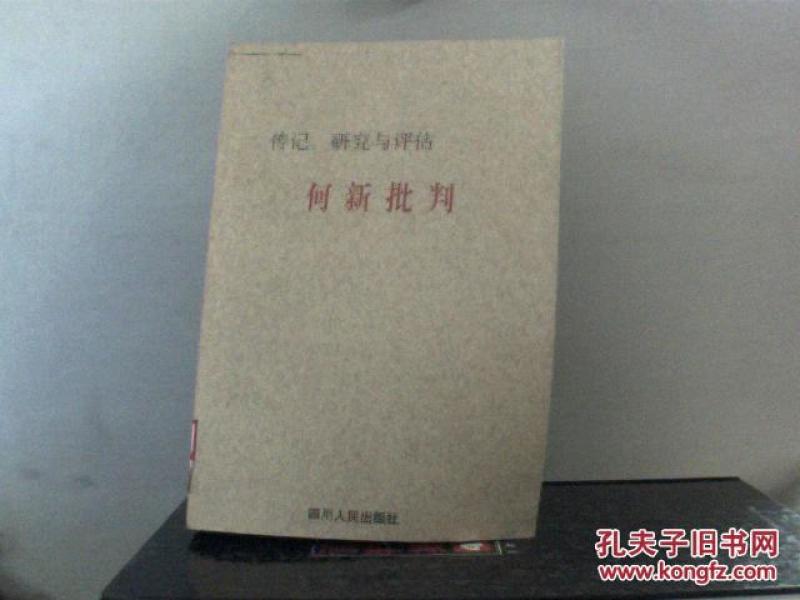 传记 研究与评估
何新批判
四川人民出版社
孔夫子旧书网
www.kongfz.com